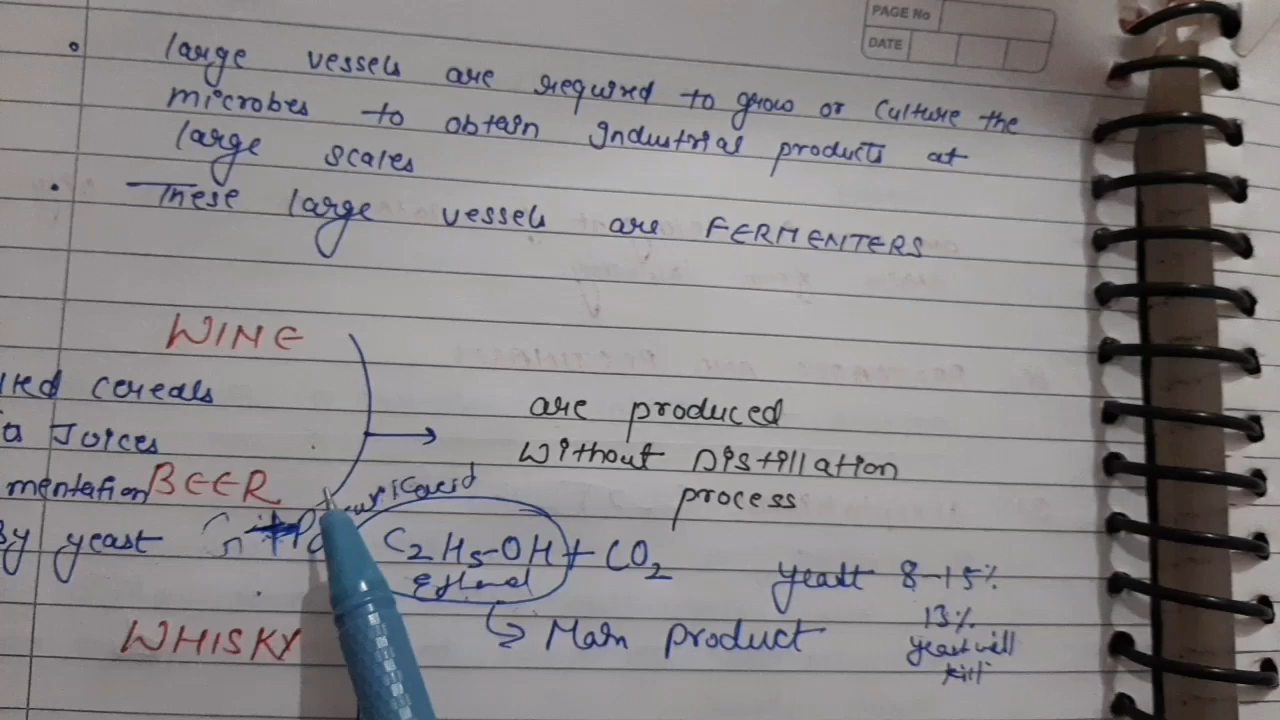 PAGE No
DATE
large vessels are required to grow or culture the
microbes to obtain industrial products at
large scales
These large vessels are FERMENTERS
WINE
cereals
Juices
are produced
without Distillation
process
mentation BEER
By yeast C2H5-OH + CO2
Ethanol
yeast 8-15%
13%
yeast will
kill
Main product
WHISKY